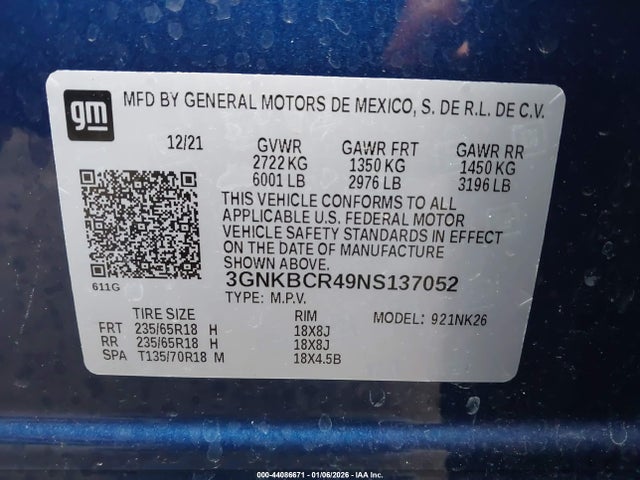 gm
MFD BY GENERAL MOTORS DE MEXICO, S. DE R.L. DE C.V.
12/21 GVWR GAWR FRT GAWR RR
2722 KG 1350 KG 1450 KG
6001 LB 2976 LB 3196 LB
THIS VEHICLE CONFORMS TO ALL
APPLICABLE U.S. FEDERAL MOTOR
VEHICLE SAFETY STANDARDS IN EFFECT
ON THE DATE OF MANUFACTURE
SHOWN ABOVE.
611G
3GNKBCR49NS137052
TYPE: M.P.V.
TIRE SIZE RIM MODEL: 921NK26
FRT 235/65R18 H 18X8J
RR 235/65R18 H 18X8J
SPA T135/70R18 M 18X4.5B
000-44086671 - 01/06/2026 - IAA Inc.